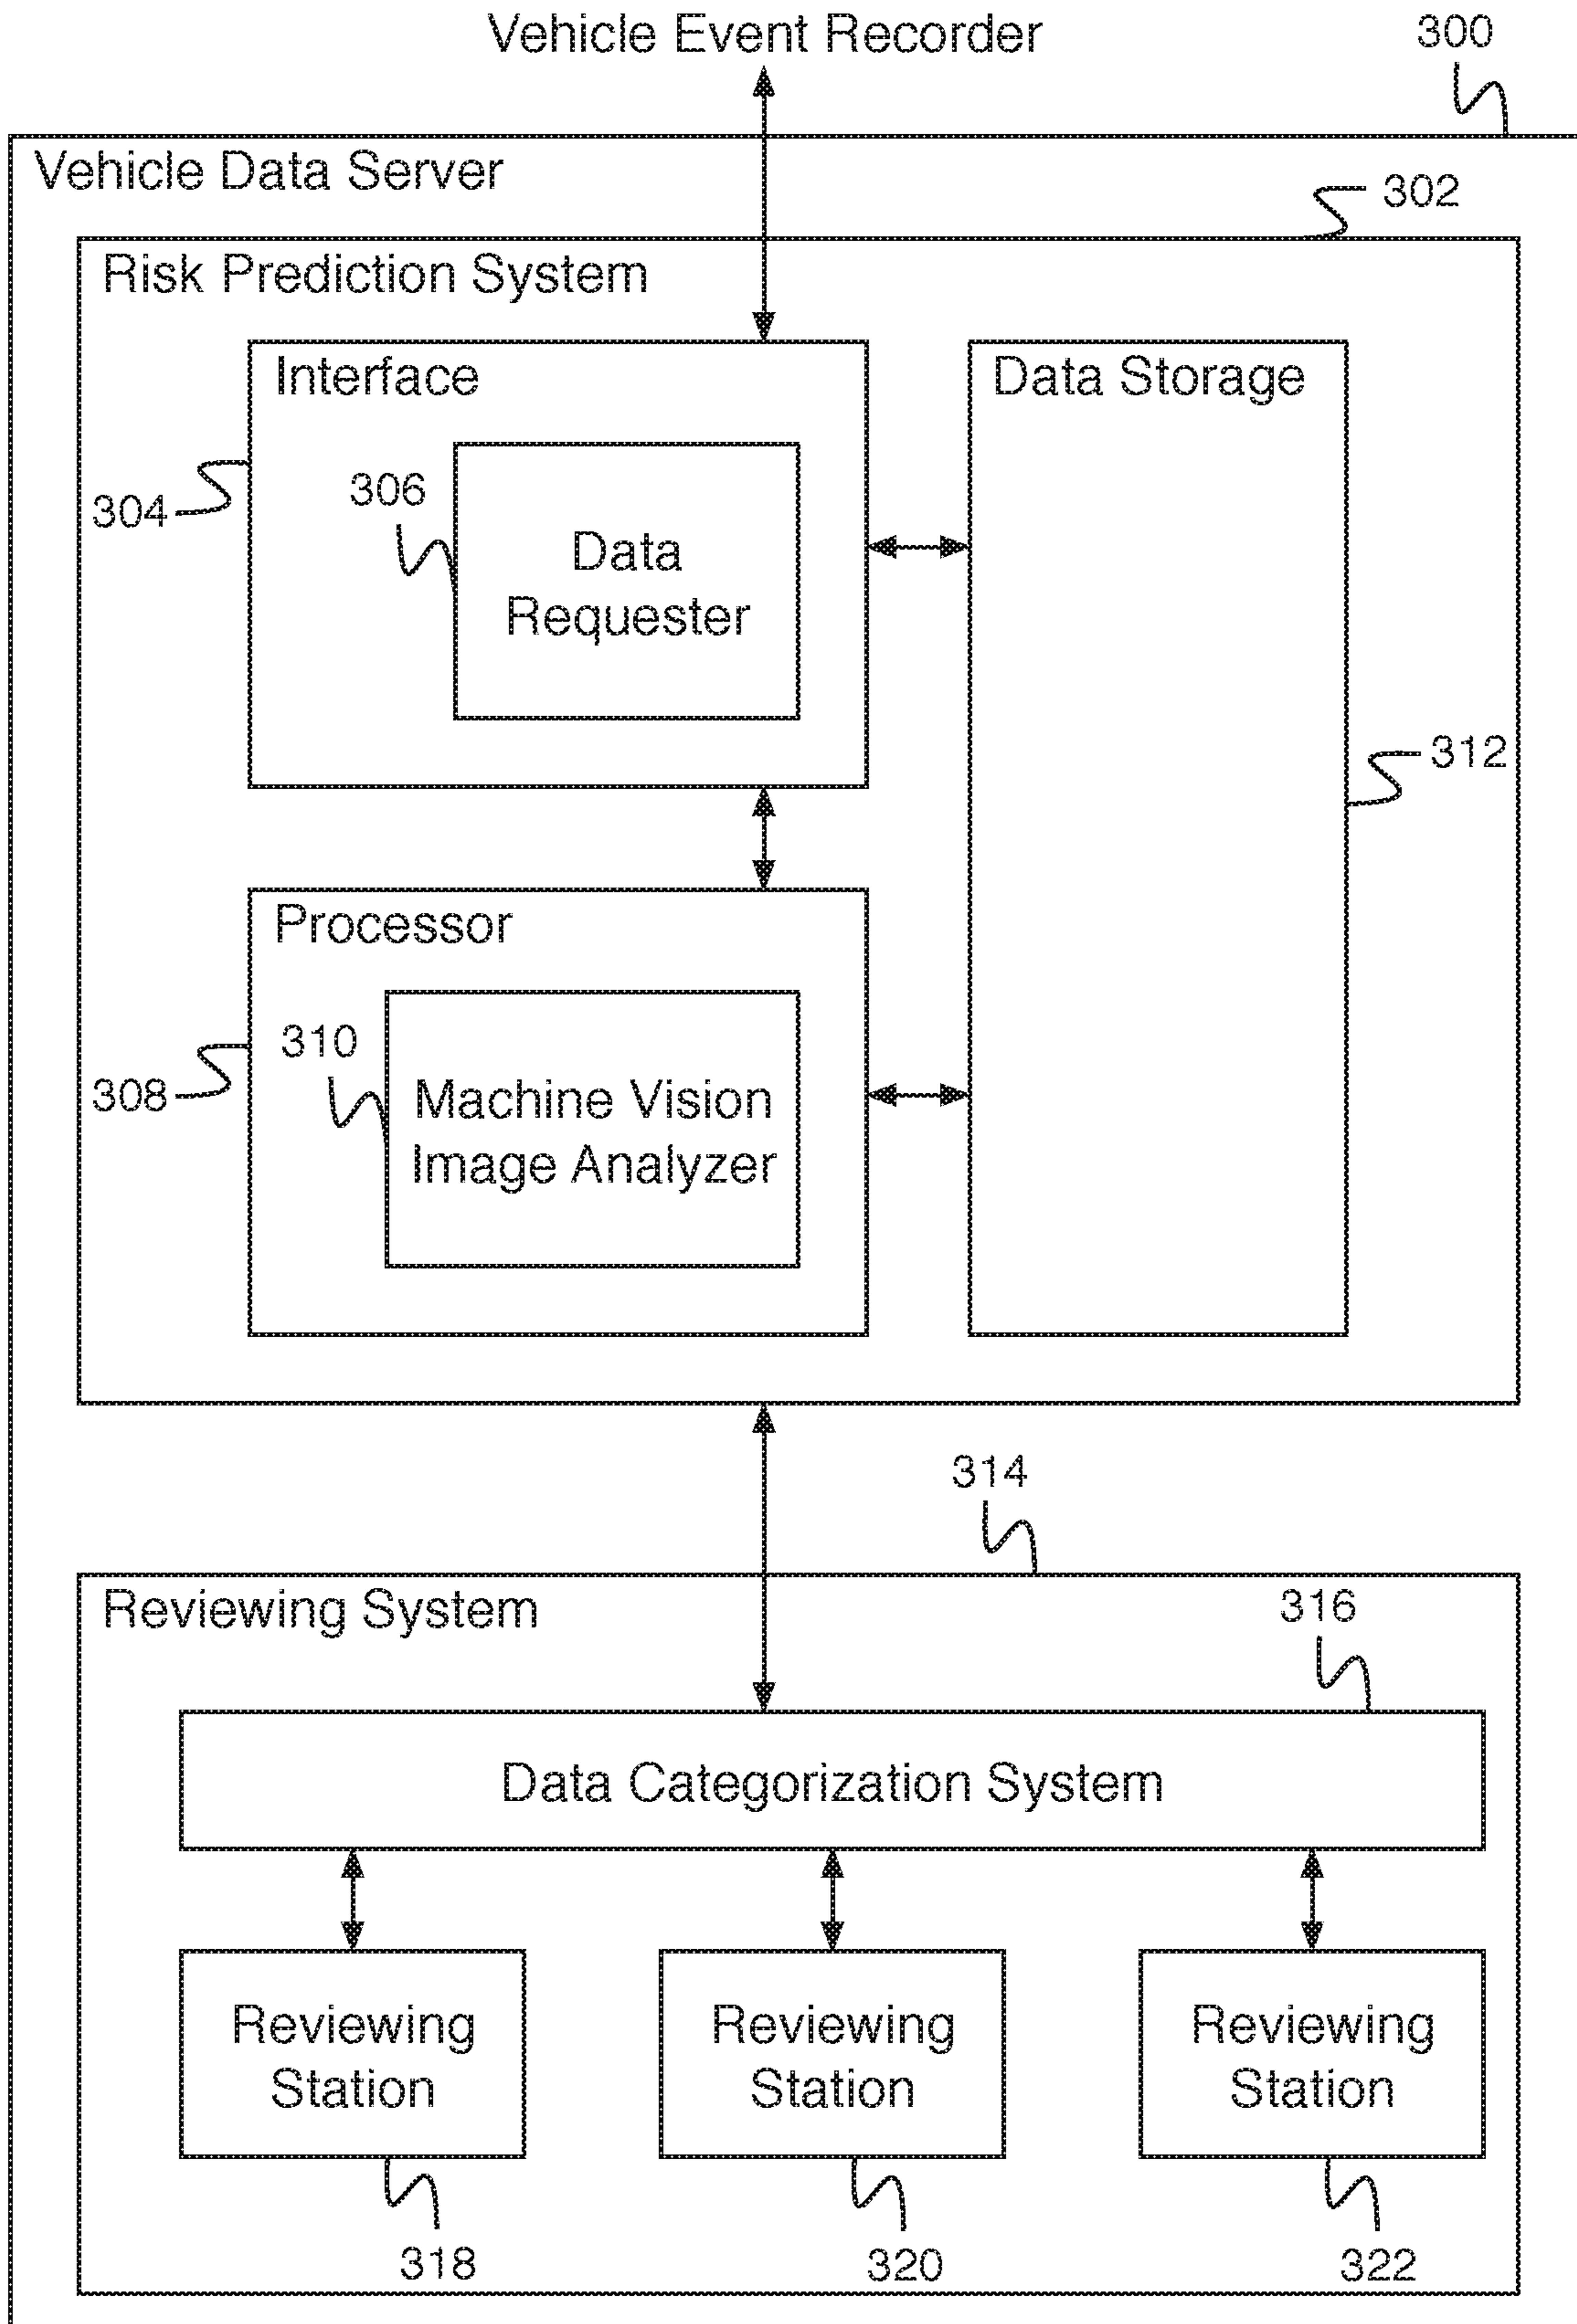 Vehicle Event Recorder
300
Vehicle Data Server
302
Risk Prediction System
Interface
Data Storage
304
306
Data
Requester
312
Processor
308
310
Machine Vision
Image Analyzer
314
Reviewing System
316
Data Categorization System
Reviewing
Station
Reviewing
Station
Reviewing
Station
318
320
322